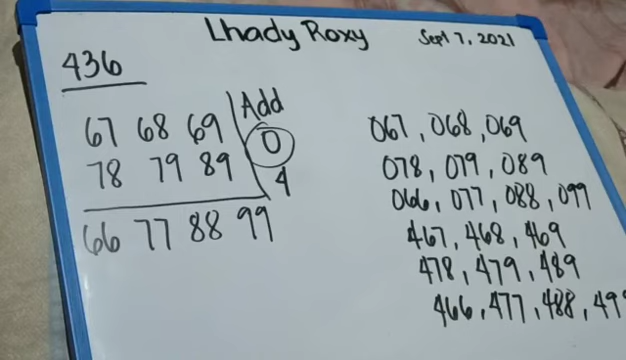 Lhady Roxy Sept 7, 2021
436
67 68 69 Add
78 79 89 0
4
66 77 88 99
067, 068, 069
078, 079, 089
066, 077, 088, 099
467, 468, 469
478, 479, 489
466, 477, 488, 499